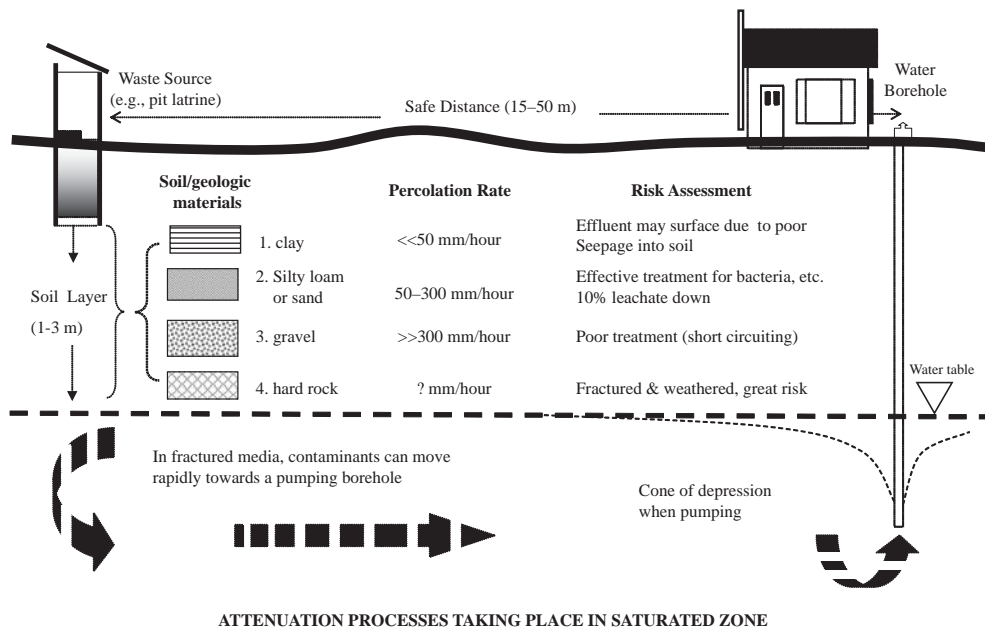 Waste Source
(e.g., pit latrine)
Safe Distance (15–50 m)
Water
Borehole
Soil/geologic
materials
Percolation Rate
Risk Assessment
1. clay
<<50 mm/hour
Effluent may surface due to poor
Seepage into soil
2. Silty loam
or sand
50–300 mm/hour
Effective treatment for bacteria, etc.
10% leachate down
Soil Layer
(1-3 m)
3. gravel
>>300 mm/hour
Poor treatment (short circuiting)
4. hard rock
? mm/hour
Fractured & weathered, great risk
Water table
In fractured media, contaminants can move
rapidly towards a pumping borehole
Cone of depression
when pumping
ATTENUATION PROCESSES TAKING PLACE IN SATURATED ZONE